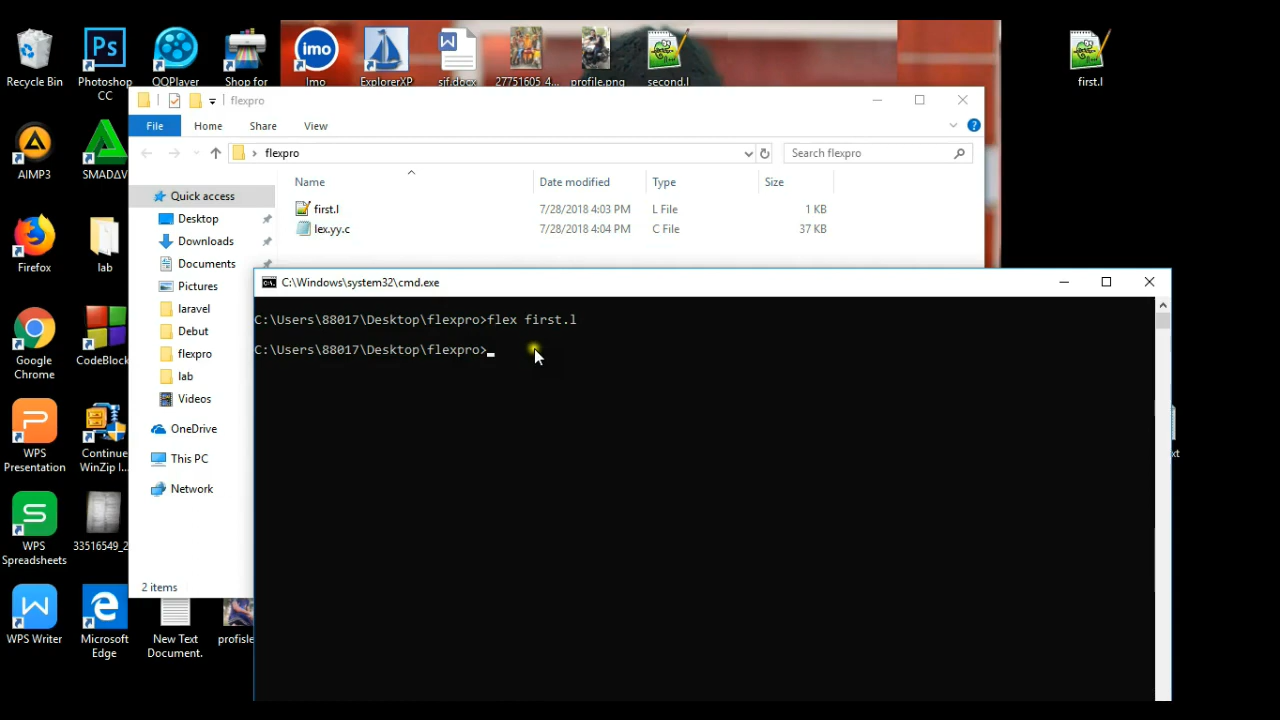 Recycle Bin
Photoshop CC
QQPlayer
Shop for
Imo
ExplorerXP
sif.docx
27751605_4...
profile.png
second.l
first.l
flexpro
File
Home
Share
View
flexpro
Search flexpro
Name
Date modified
Type
Size
first.l
7/28/2018 4:03 PM
L File
1 KB
lex.yy.c
7/28/2018 4:04 PM
C File
37 KB
Quick access
Desktop
Downloads
Documents
Pictures
laravel
Debut
flexpro
lab
Videos
OneDrive
This PC
Network
2 items
AIMP3
SMADΔV
Firefox
lab
Google
Chrome
CodeBlock
WPS
Presentation
Continue
WinZip I...
WPS
Spreadsheets
33516549_2
WPS Writer
Microsoft
Edge
New Text
Document.
profisle
C:\Windows\system32\cmd.exe
C:\Users\88017\Desktop\flexpro>flex first.l
C:\Users\88017\Desktop\flexpro>
xt